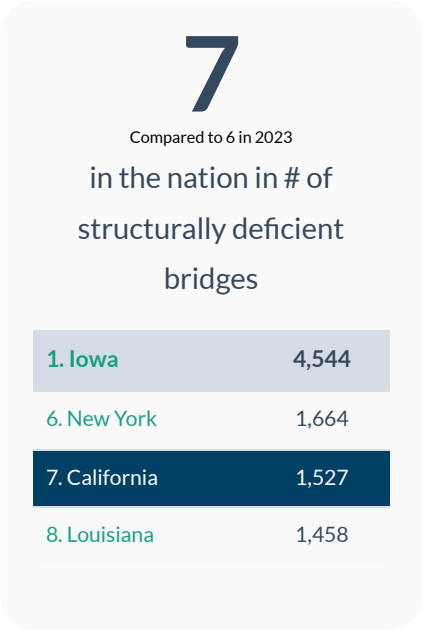 7
Compared to 6 in 2023
in the nation in # of
structurally deficient
bridges
1. Iowa 4,544
6. New York 1,664
7. California 1,527
8. Louisiana 1,458